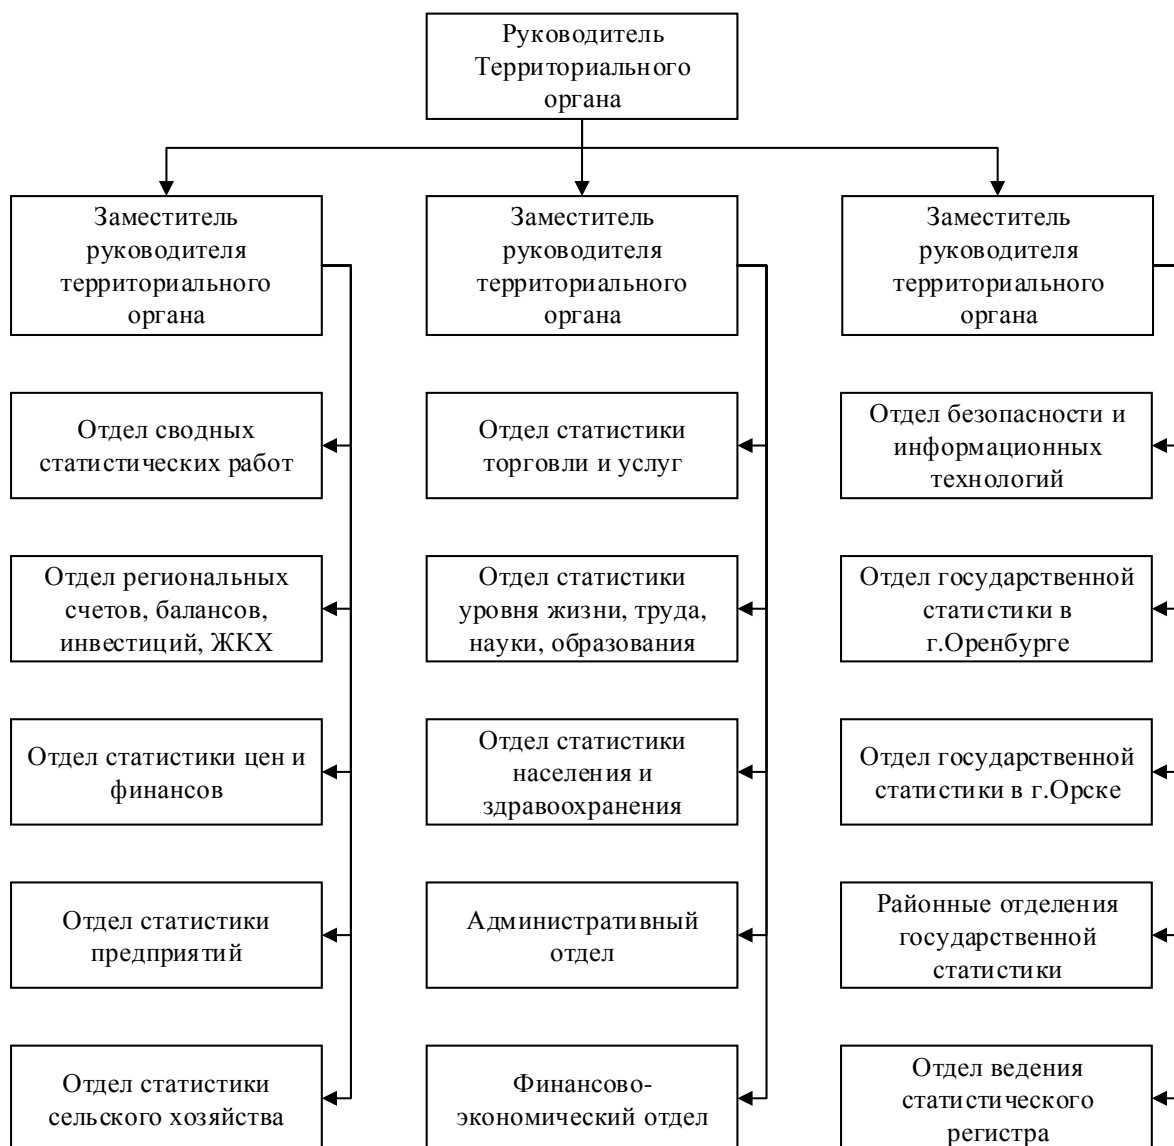 Руководитель
Территориального
органа
Заместитель
руководителя
территориального
органа
Заместитель
руководителя
территориального
органа
Заместитель
руководителя
территориального
органа
Отдел сводных
статистических работ
Отдел статистики
торговли и услуг
Отдел безопасности и
информационных
технологий
Отдел региональных
счетов, балансов,
инвестиций, ЖКХ
Отдел статистики
уровня жизни, труда,
науки, образования
Отдел государственной
статистики в
г.Оренбурге
Отдел статистики цен и
финансов
Отдел статистики
населения и
здравоохранения
Отдел государственной
статистики в г.Орске
Отдел статистики
предприятий
Административный
отдел
Районные отделения
государственной
статистики
Отдел статистики
сельского хозяйства
Финансово-
экономический отдел
Отдел ведения
статистического
регистра